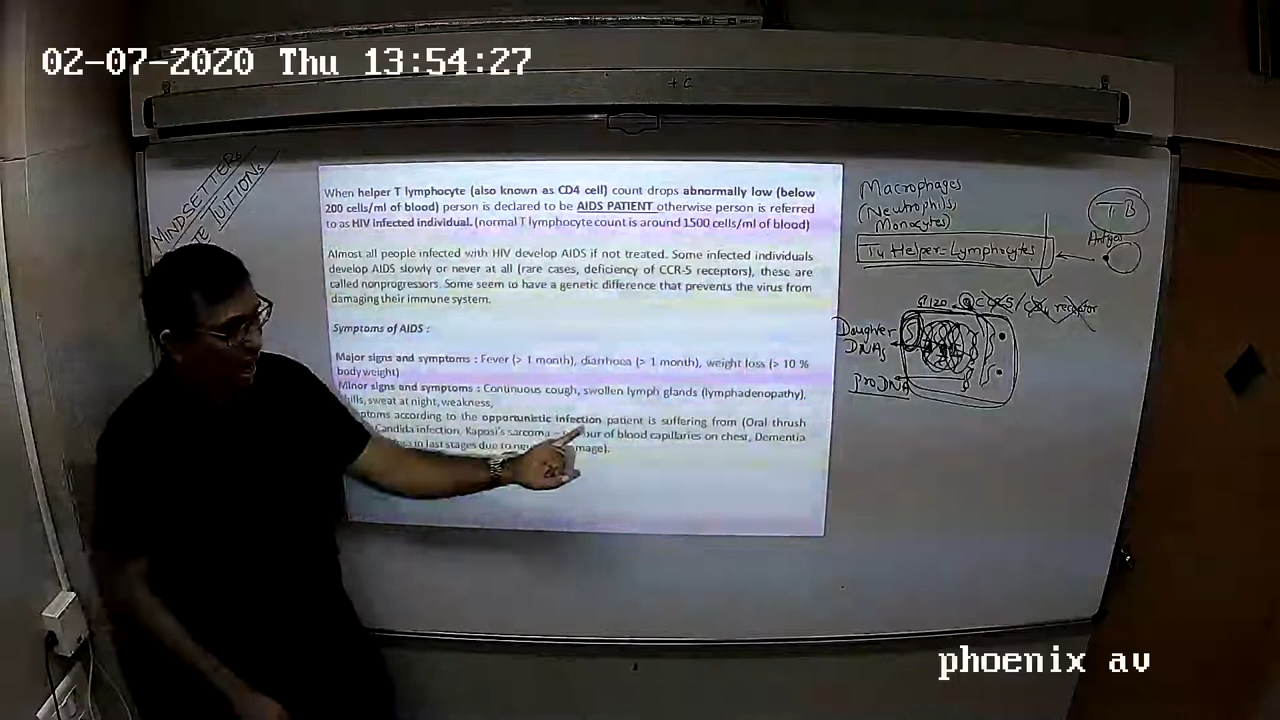 02-07-2020 Thu 13:54:27
+ C
MINDSETTERS
TUITIONS
When helper T lymphocyte (also known as CD4 cell) count drops abnormally low (below
200 cells/ml of blood) person is declared to be AIDS PATIENT otherwise person is referred
to as HIV infected individual. (normal T lymphocyte count is around 1500 cells/ml of blood)
Almost all people infected with HIV develop AIDS if not treated. Some infected individuals
develop AIDS slowly or never at all (rare cases, deficiency of CCR-5 receptors), these are
called nonprogressors. Some seem to have a genetic difference that prevents the virus from
damaging their immune system.
Symptoms of AIDS :
Major signs and symptoms : Fever (> 1 month), diarrhoea (> 1 month), weight loss (> 10 %
body weight)
Minor signs and symptoms : Continuous cough, swollen lymph glands (lymphadenopathy),
sweat at night, weakness,
according to the opportunistic infection patient is suffering from (Oral thrush
Candida infection, Kaposi's sarcoma – of blood capillaries on chest, Dementia
in last stages due to
Macrophages
(Neutrophils,
Monocytes)
T4 Helper-Lymphocytes
TB
Antigen
receptor
Daughter
DNAs
ProDNA
phoenix av